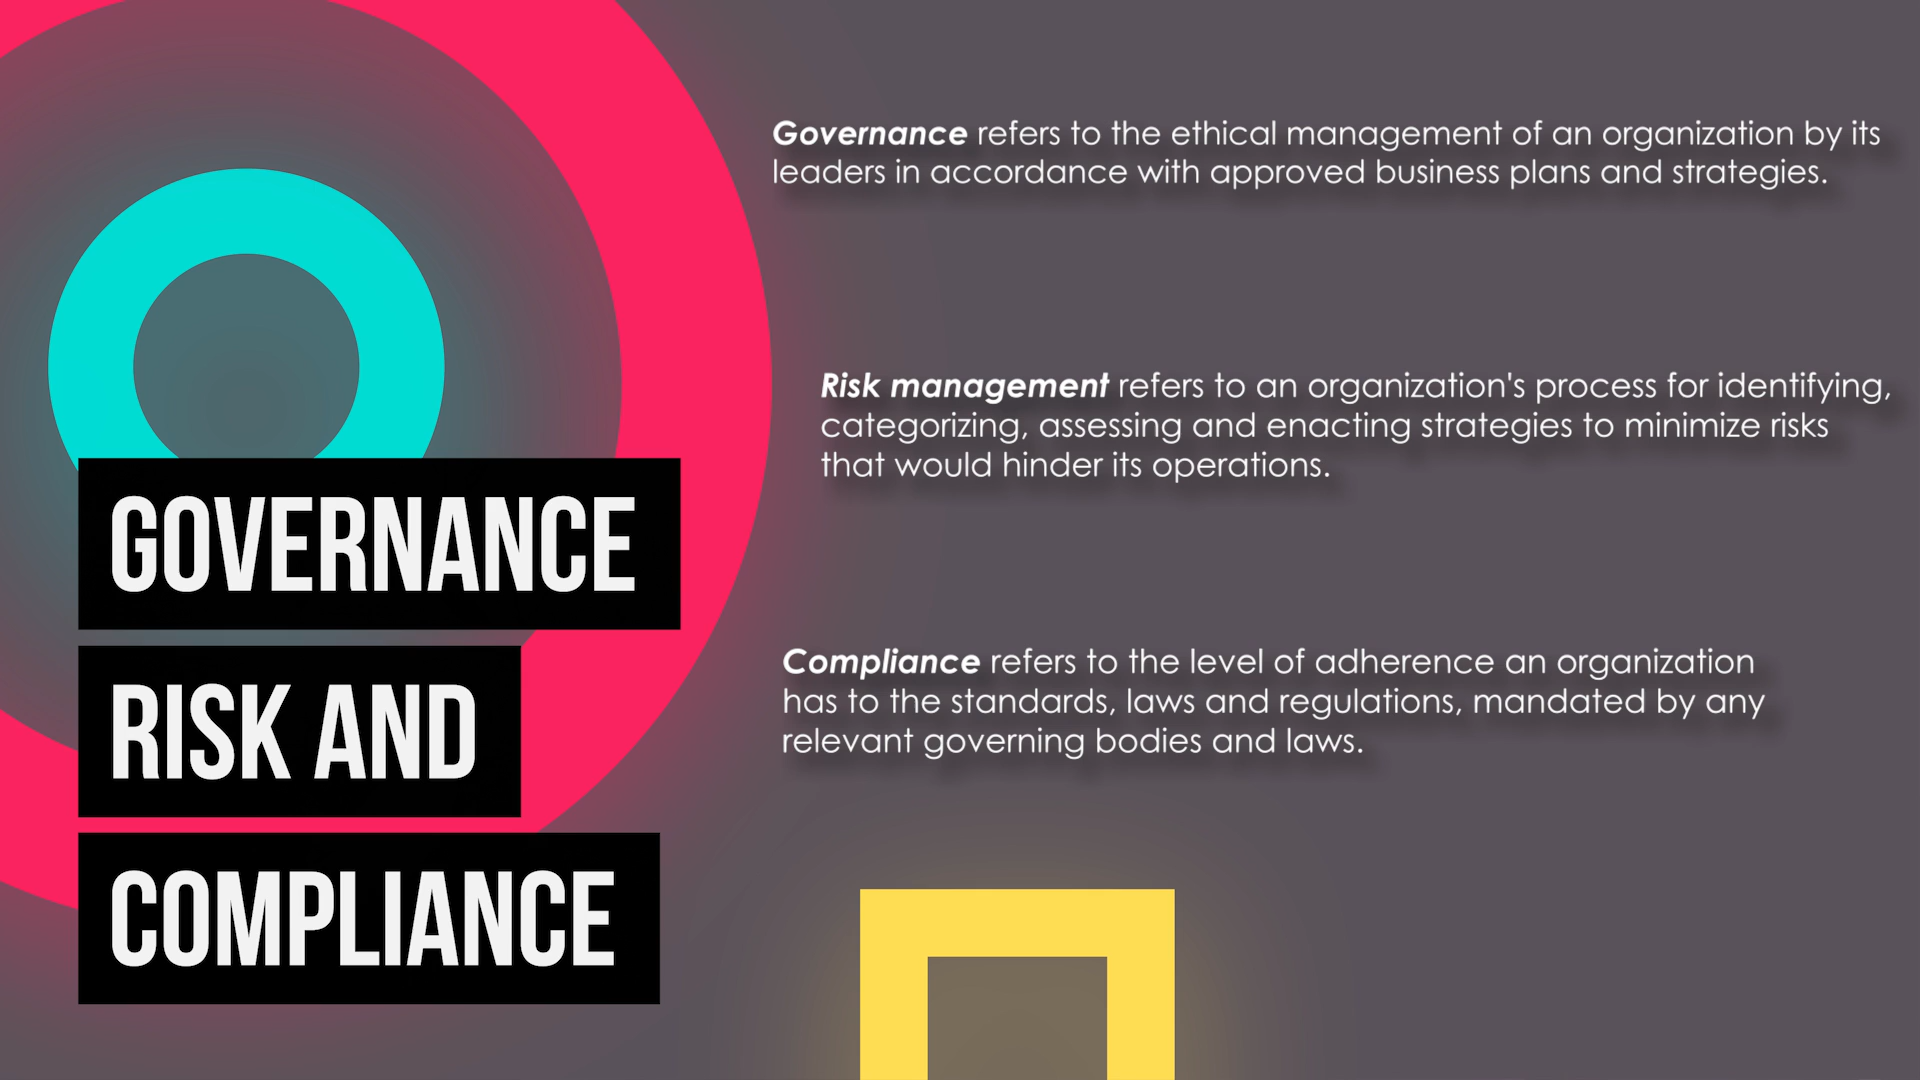 GOVERNANCE
RISK AND
COMPLIANCE
Governance refers to the ethical management of an organization by its
leaders in accordance with approved business plans and strategies.
Risk management refers to an organization's process for identifying,
categorizing, assessing and enacting strategies to minimize risks
that would hinder its operations.
Compliance refers to the level of adherence an organization
has to the standards, laws and regulations, mandated by any
relevant governing bodies and laws.